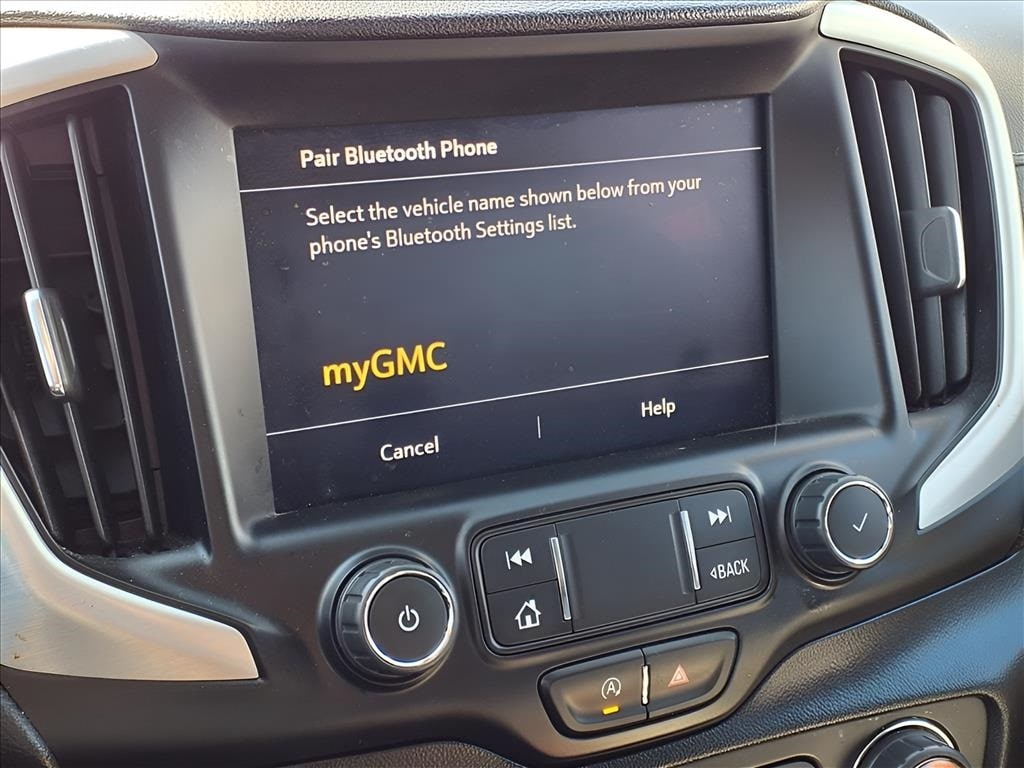 Pair Bluetooth Phone
Select the vehicle name shown below from your
phone's Bluetooth Settings list.
myGMC
Cancel
Help
BACK
A